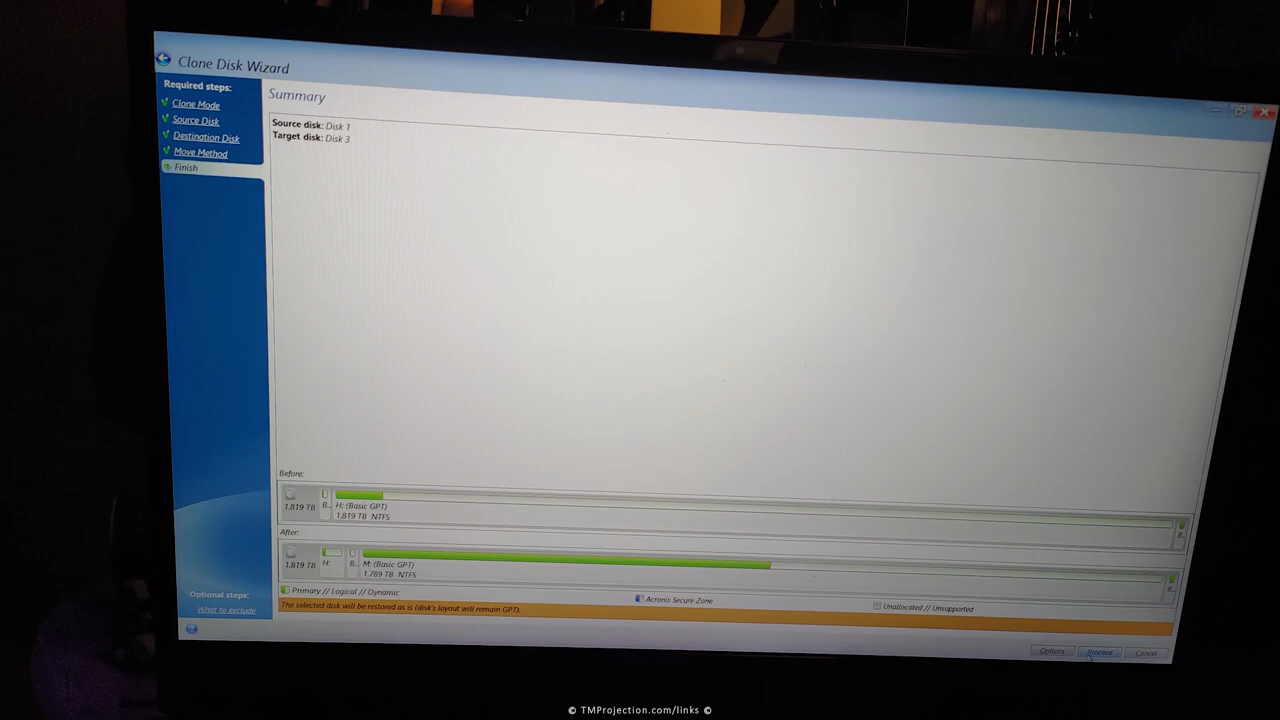 Clone Disk Wizard
Required steps:
Clone Mode
Source Disk
Destination Disk
Move Method
Finish
Summary
Source disk: Disk 1
Target disk: Disk 3
Before:
1.819 TB
B...
H: (Basic GPT)
1.819 TB NTFS
B...
After:
1.819 TB
H:
B...
M: (Basic GPT)
1.789 TB NTFS
B...
Primary // Logical // Dynamic
Acronis Secure Zone
Unallocated // Unsupported
The selected disk will be restored as is (disk's layout will remain GPT).
Optional steps:
What to exclude
Options
Proceed
Cancel
© TMProjection.com/links ©